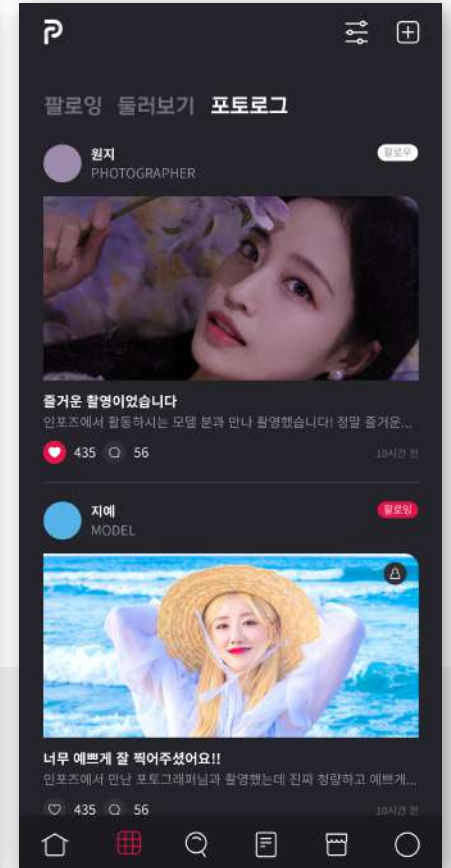 팔로잉 둘러보기 포토로그
원지
팔로우
PHOTOGRAPHER
즐거운 촬영이었습니다
인포즈에서 활동하시는 모델 분과 만나 촬영했습니다! 정말 즐거운...
435 56
10시간 전
지예
팔로잉
MODEL
너무 예쁘게 잘 찍어주셨어요!!
인포즈에서 만난 포토그래퍼님과 촬영했는데 진짜 청량하고 예쁘게...
435 56
10시간 전